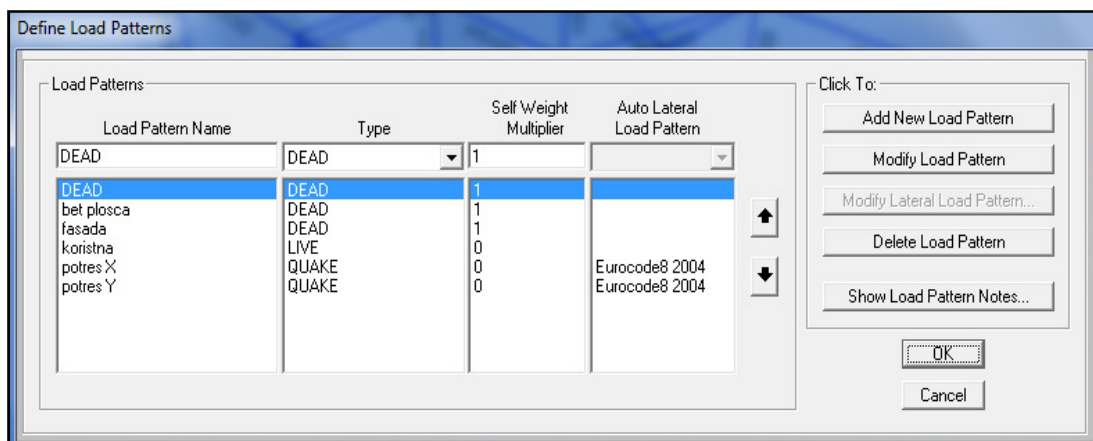 Define Load Patterns
Load Patterns
Click To:
Load Pattern Name Type Self Weight Multiplier Auto Lateral Load Pattern
DEAD DEAD 1
DEAD DEAD 1
bet plosca DEAD 1
fasada DEAD 1
koristna LIVE 0
potres X QUAKE 0 Eurocode8 2004
potres Y QUAKE 0 Eurocode8 2004
Add New Load Pattern
Modify Load Pattern
Modify Lateral Load Pattern...
Delete Load Pattern
Show Load Pattern Notes...
OK
Cancel